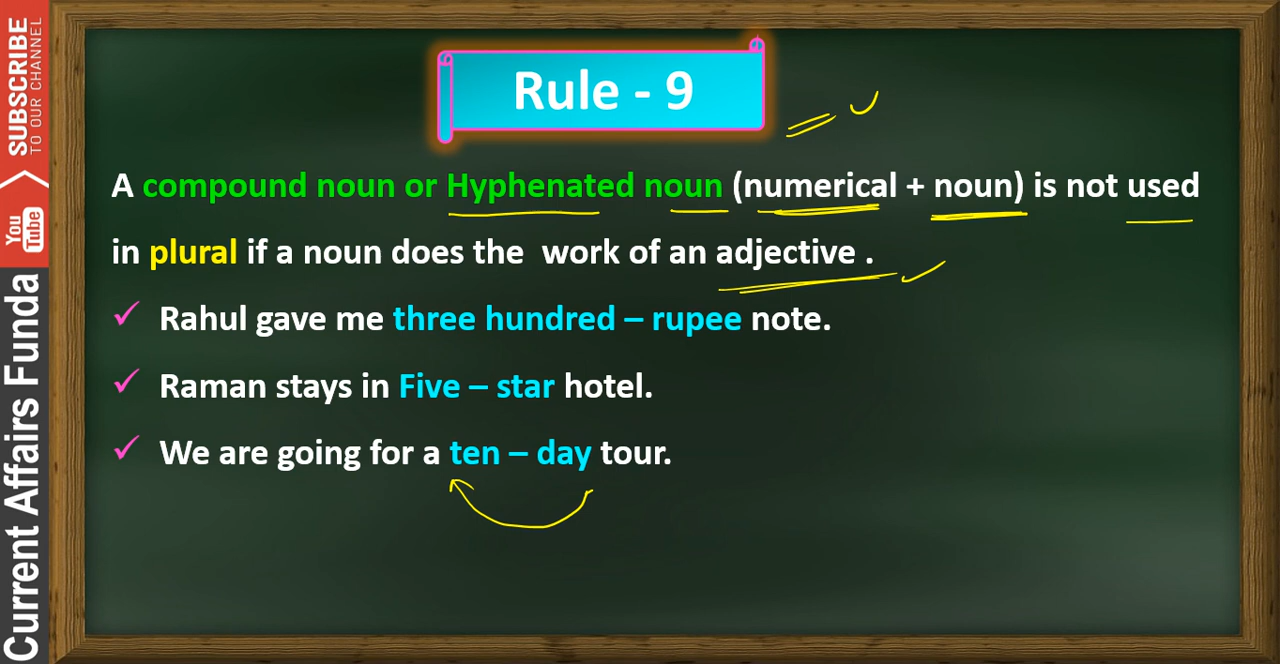 SUBSCRIBE
TO OUR CHANNEL
You Tube
Current Affairs Funda
Rule - 9
A compound noun or Hyphenated noun (numerical + noun) is not used
in plural if a noun does the work of an adjective .
✓ Rahul gave me three hundred – rupee note.
✓ Raman stays in Five – star hotel.
✓ We are going for a ten – day tour.